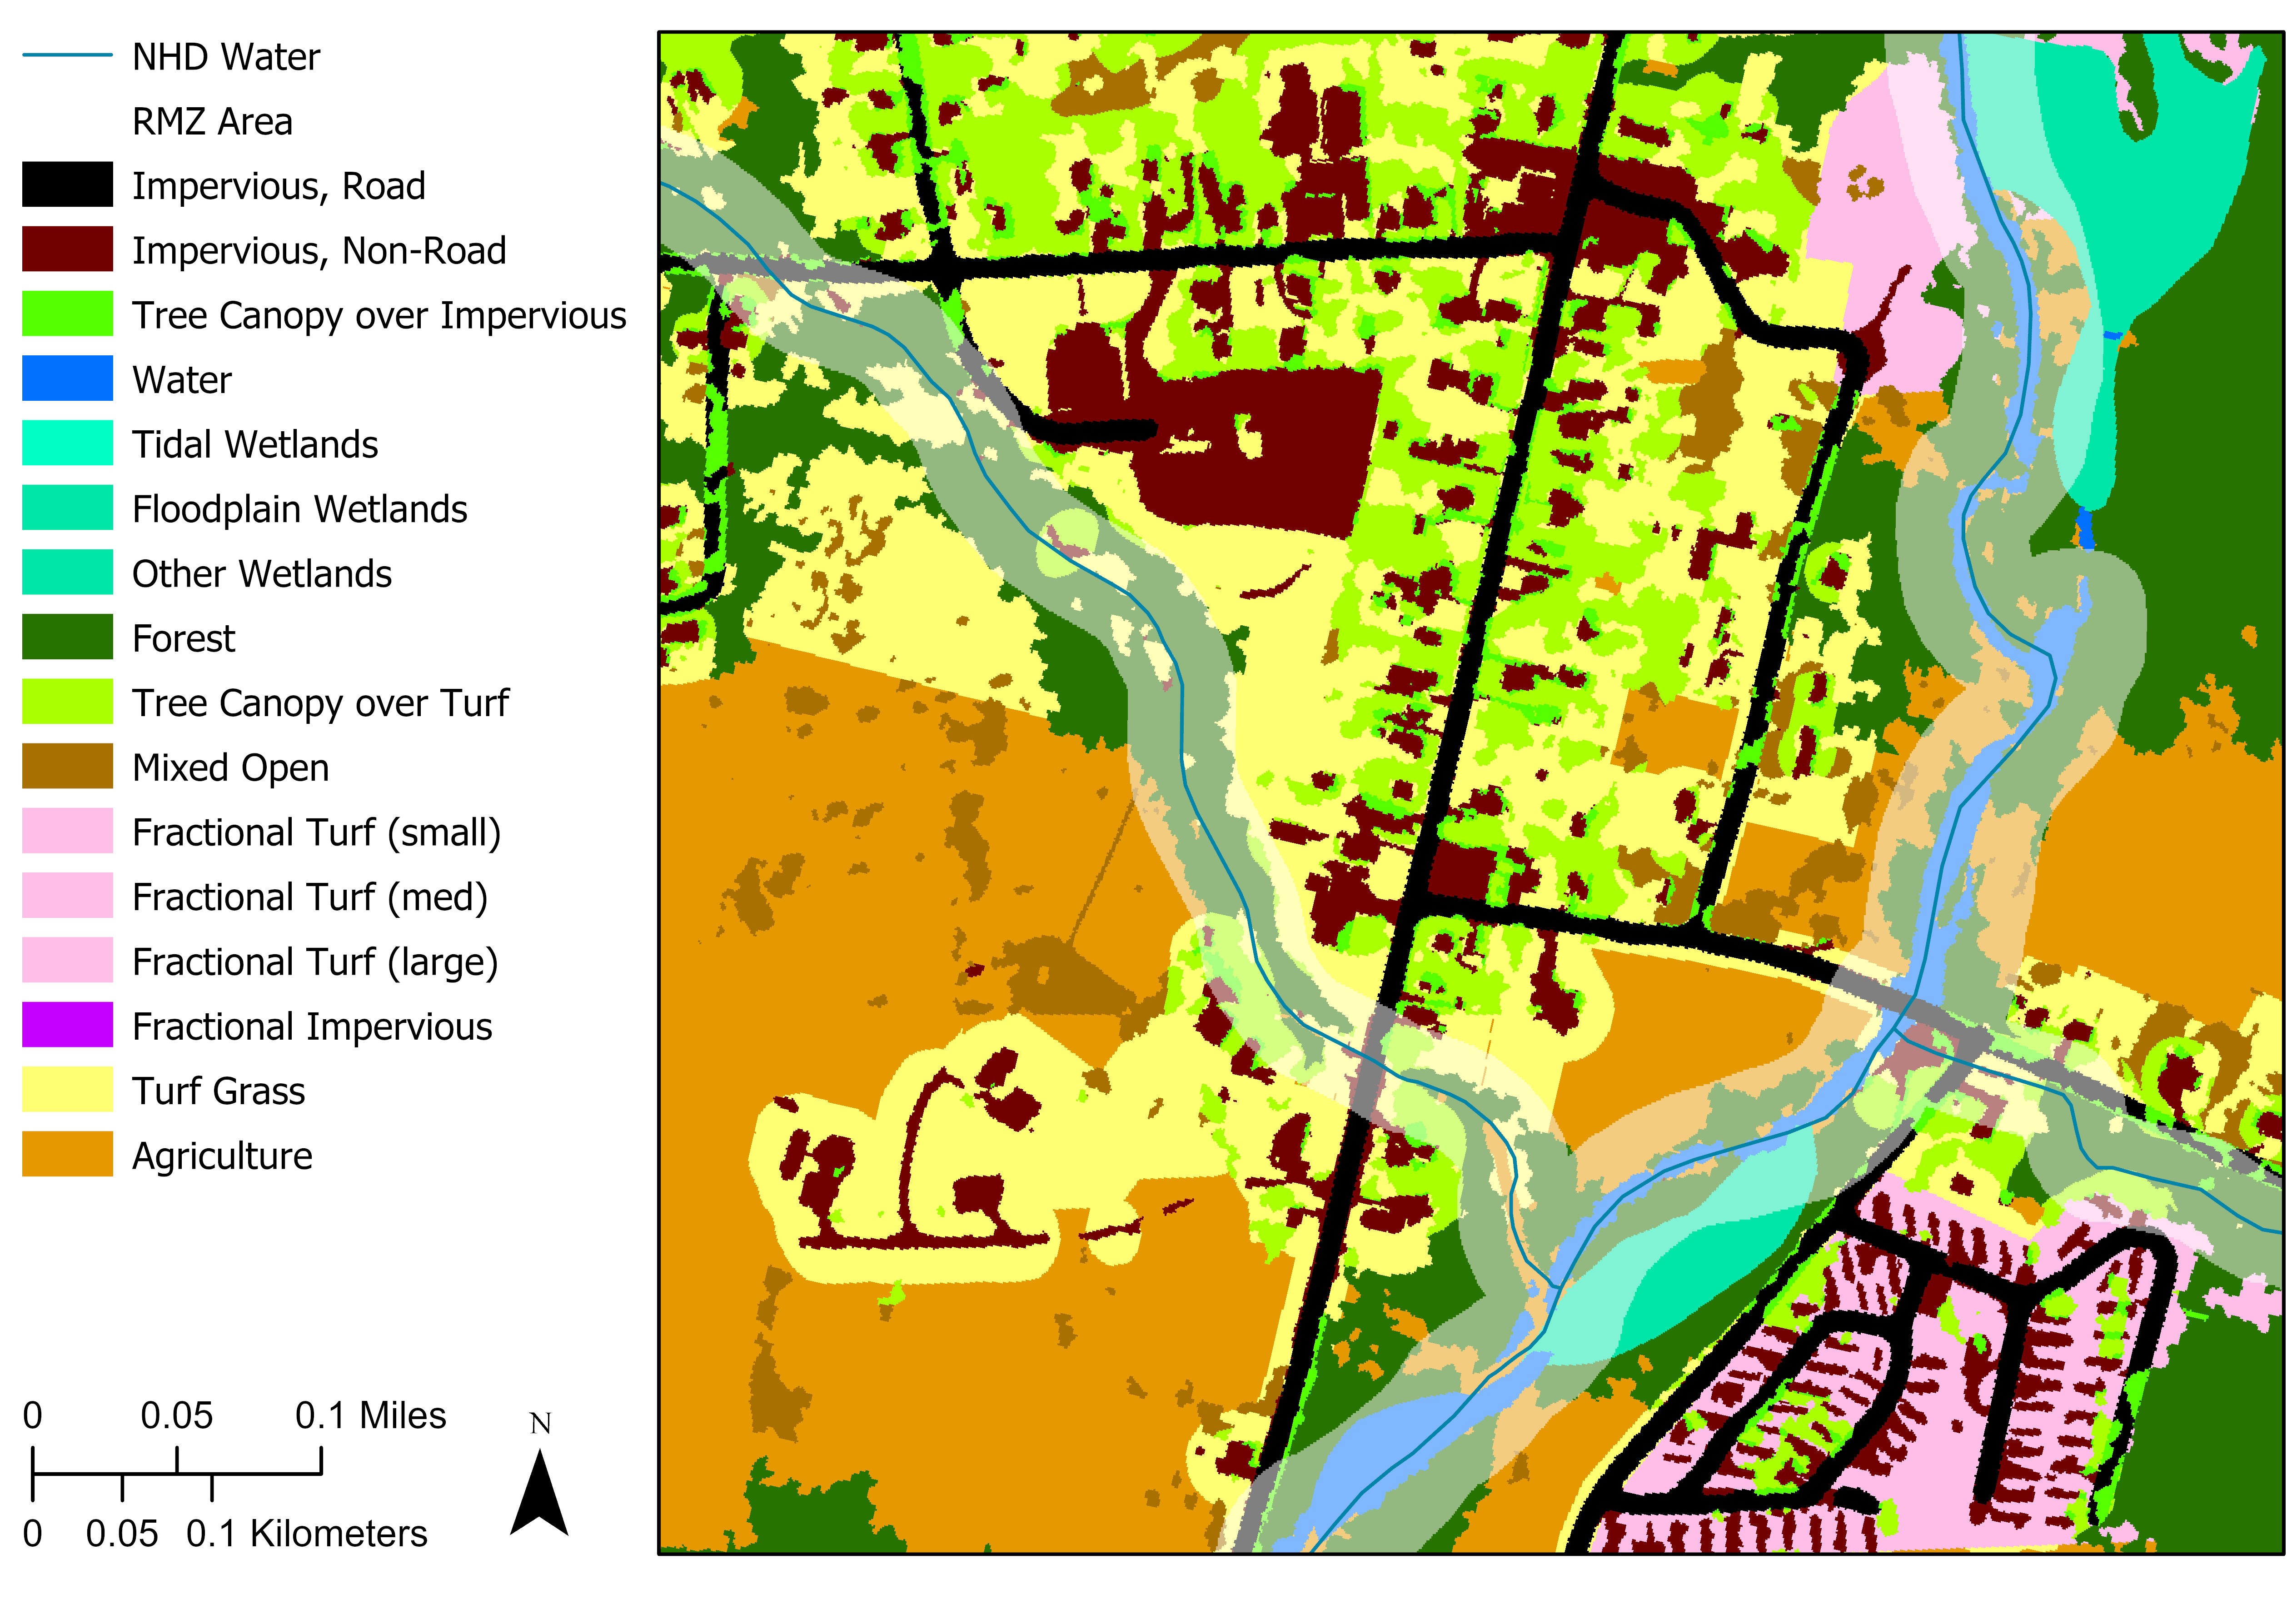 NHD Water
RMZ Area
Impervious, Road
Impervious, Non-Road
Tree Canopy over Impervious
Water
Tidal Wetlands
Floodplain Wetlands
Other Wetlands
Forest
Tree Canopy over Turf
Mixed Open
Fractional Turf (small)
Fractional Turf (med)
Fractional Turf (large)
Fractional Impervious
Turf Grass
Agriculture
0 0.05 0.1 Miles
0 0.05 0.1 Kilometers
N